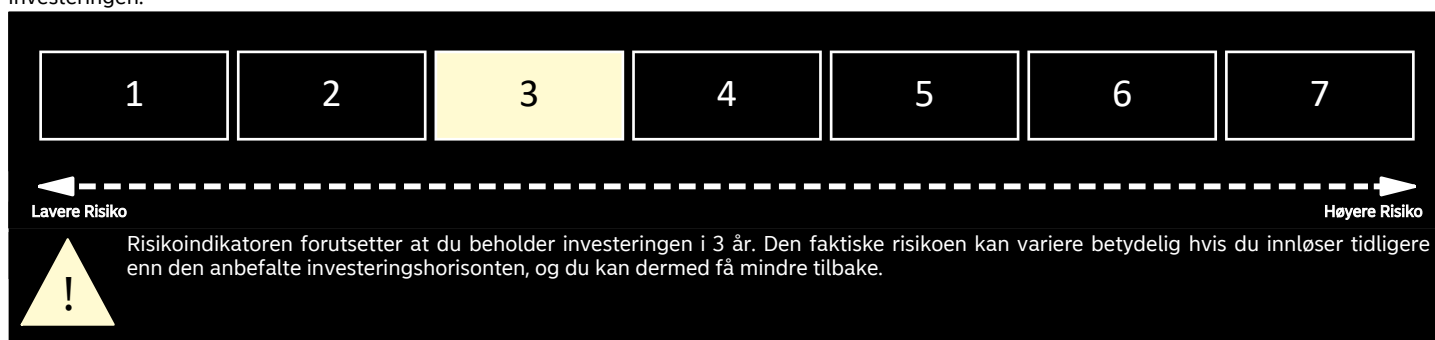 investeringen.
1 2 3 4 5 6 7
Lavere Risiko Høyere Risiko
Risikoindikatoren forutsetter at du beholder investeringen i 3 år. Den faktiske risikoen kan variere betydelig hvis du innløser tidligere
enn den anbefalte investeringshorisonten, og du kan dermed få mindre tilbake.
!